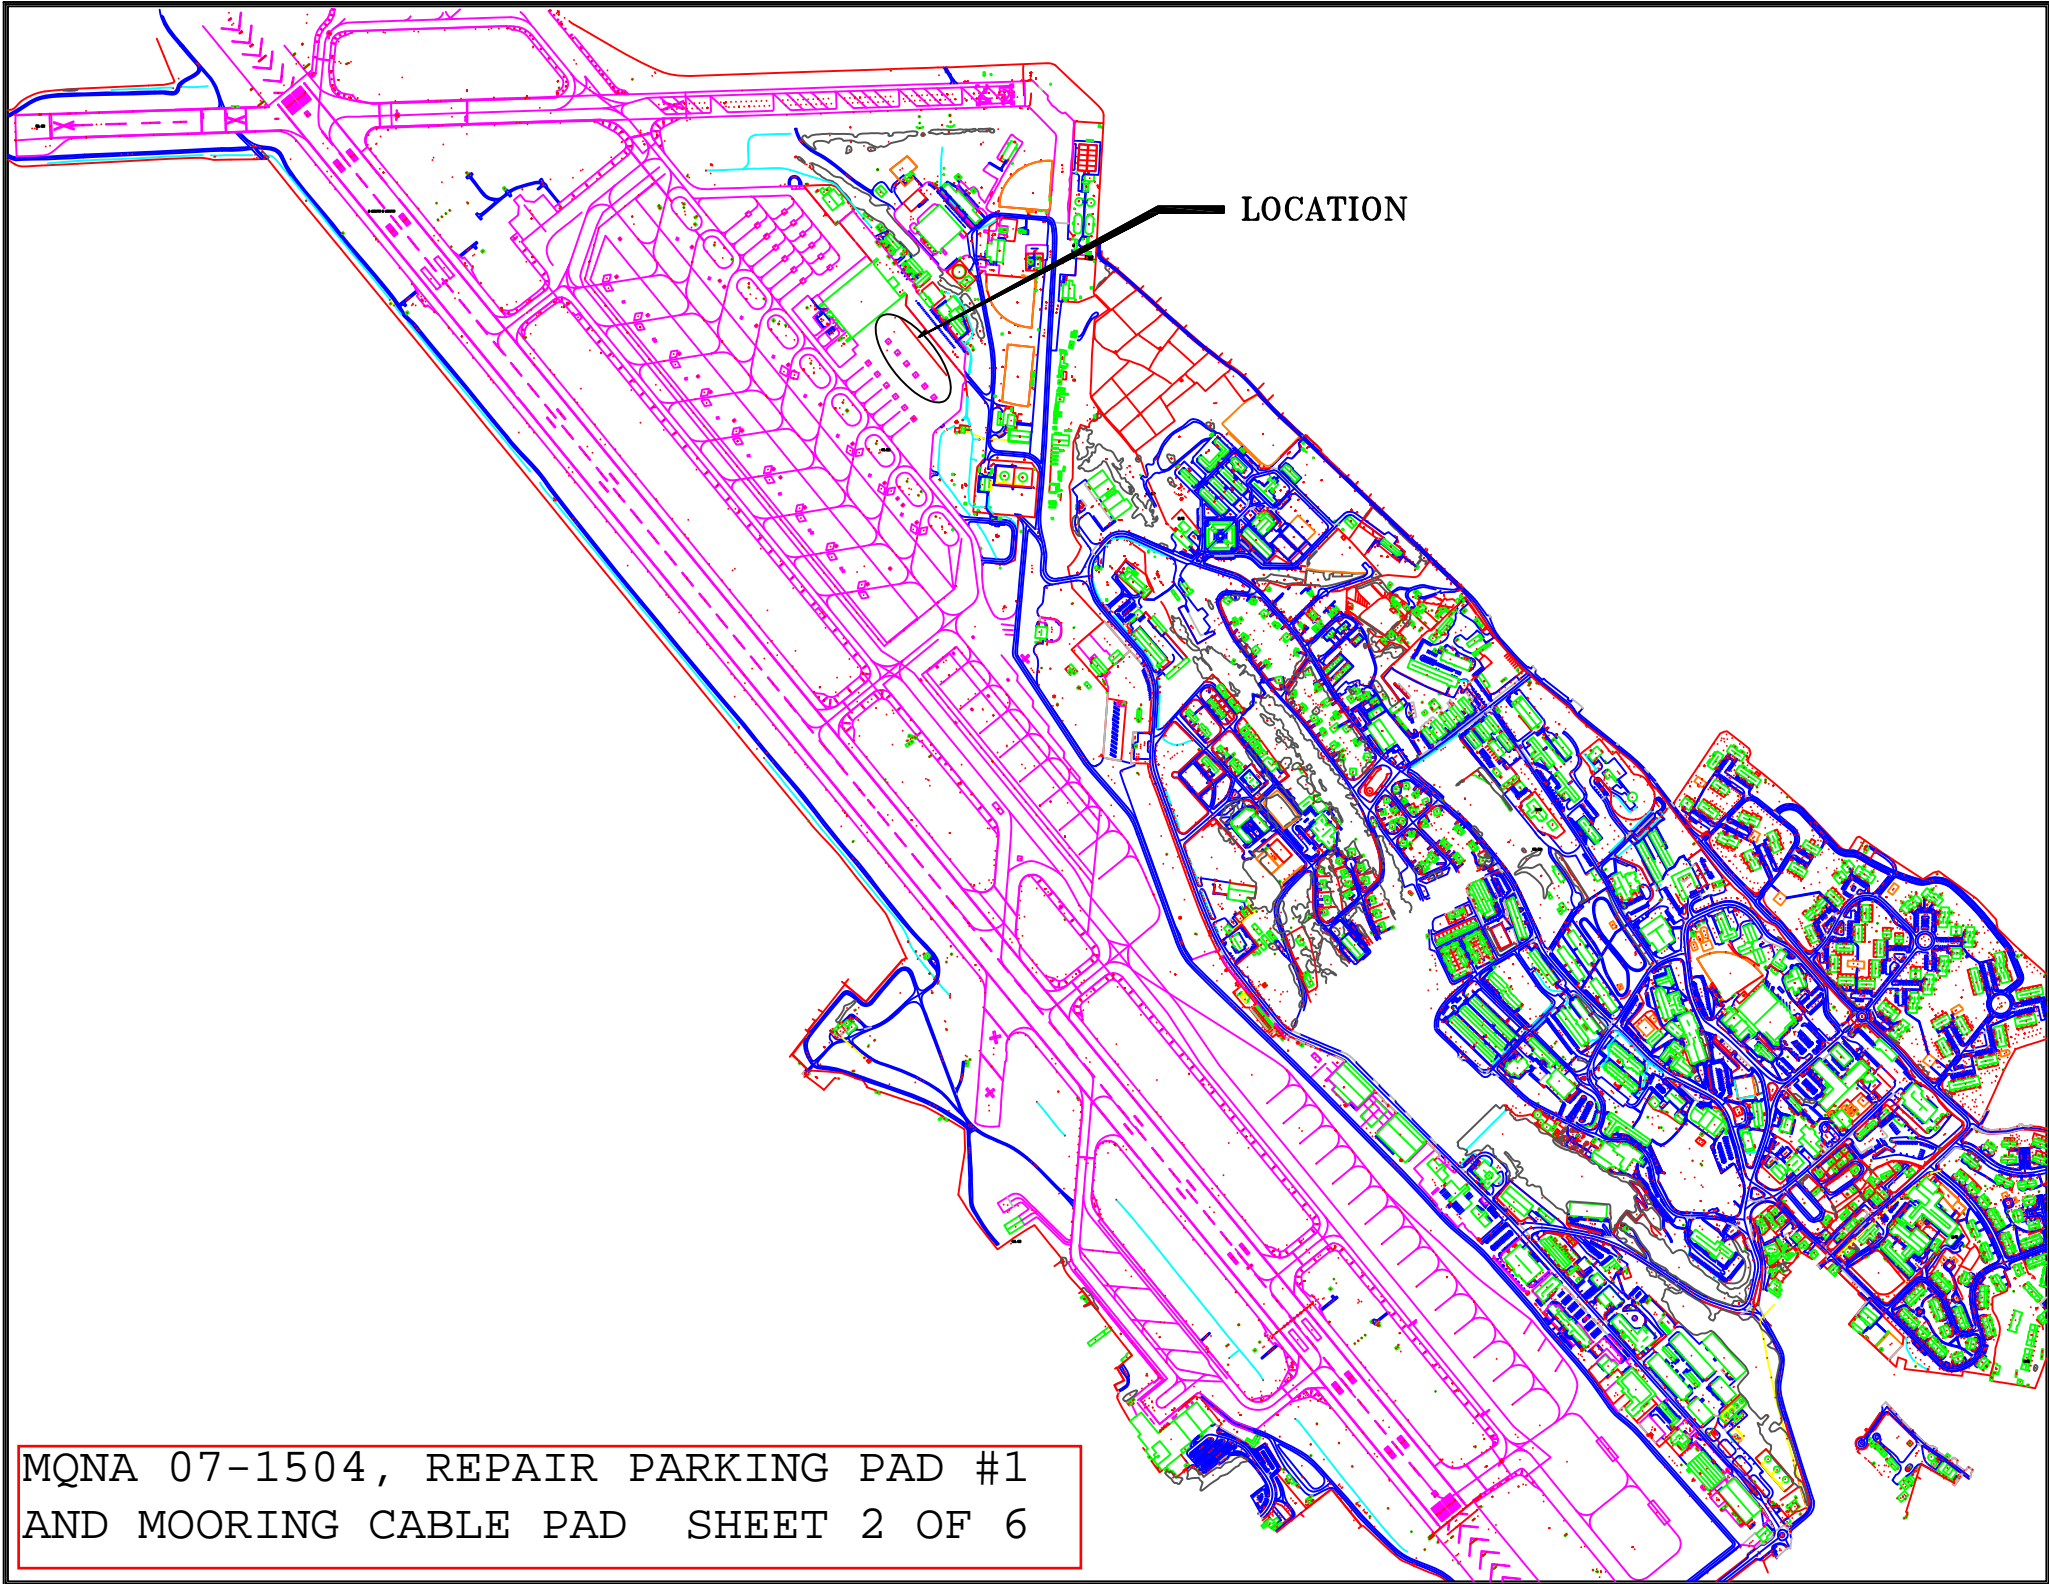 LOCATION
MQNA 07-1504, REPAIR PARKING PAD #1
AND MOORING CABLE PAD SHEET 2 OF 6